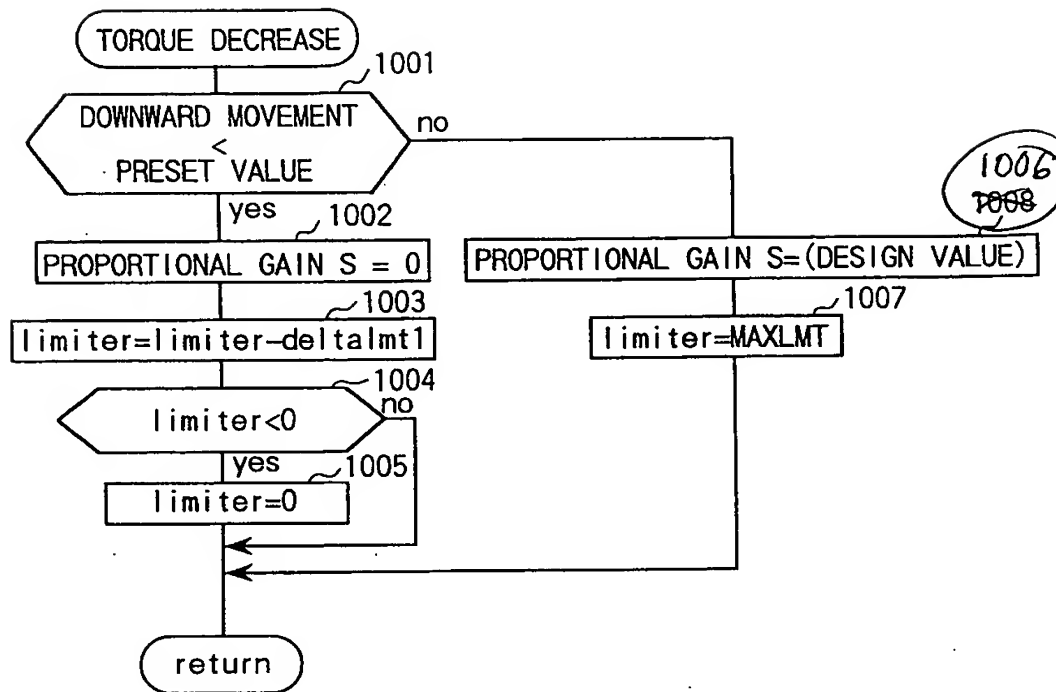 TORQUE DECREASE
1001
DOWNWARD MOVEMENT
<
PRESET VALUE
no
yes
1002
PROPORTIONAL GAIN S = 0
1003
limiter=limiter-deltalmt1
1004
limiter<0
no
yes
1005
limiter=0
1006
1008
PROPORTIONAL GAIN S=(DESIGN VALUE)
1007
limiter=MAXLMT
return